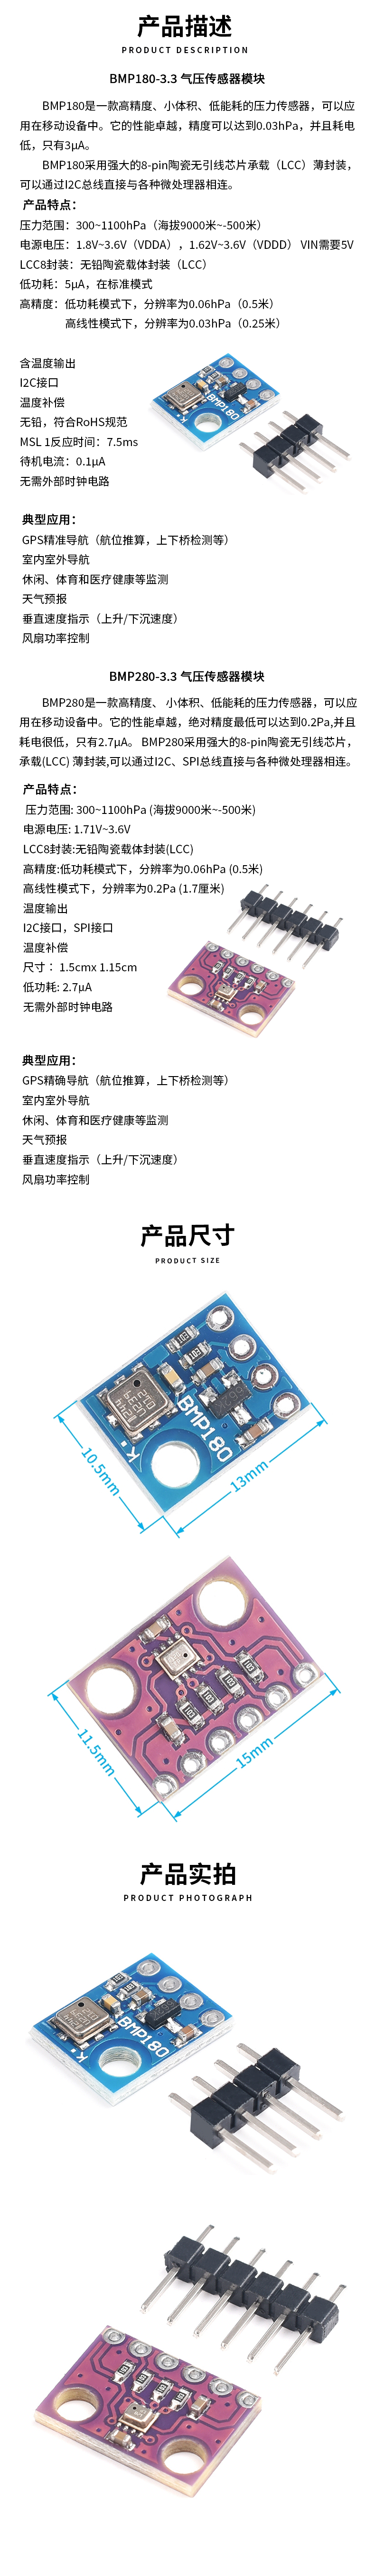 产品描述
PRODUCT DESCRIPTION
BMP180-3.3 气压传感器模块
BMP180是一款高精度、小体积、低能耗的压力传感器，可以应
用在移动设备中。它的性能卓越，精度可以达到0.03hPa，并且耗电
低，只有3μA。
BMP180采用强大的8-pin陶瓷无引线芯片承载（LCC）薄封装，
可以通过I2C总线直接与各种微处理器相连。
产品特点：
压力范围：300~1100hPa（海拔9000米~-500米）
电源电压：1.8V~3.6V（VDDA），1.62V~3.6V（VDDD） VIN需要5V
LCC8封装：无铅陶瓷载体封装（LCC）
低功耗：5μA，在标准模式
高精度：低功耗模式下，分辨率为0.06hPa（0.5米）
高线性模式下，分辨率为0.03hPa（0.25米）
含温度输出
I2C接口
温度补偿
无铅，符合RoHS规范
MSL 1反应时间：7.5ms
待机电流：0.1μA
无需外部时钟电路
BMP180
典型应用：
GPS精准导航（航位推算，上下桥检测等）
室内室外导航
休闲、体育和医疗健康等监测
天气预报
垂直速度指示（上升/下沉速度）
风扇功率控制
BMP280-3.3 气压传感器模块
BMP280是一款高精度、 小体积、低能耗的压力传感器，可以应
用在移动设备中。它的性能卓越，绝对精度最低可以达到0.2Pa,并且
耗电很低，只有2.7μA。 BMP280采用强大的8-pin陶瓷无引线芯片，
承载(LCC) 薄封装,可以通过I2C、SPI总线直接与各种微处理器相连。
产品特点：
压力范围: 300~1100hPa (海拔9000米~-500米)
电源电压: 1.71V~3.6V
LCC8封装:无铅陶瓷载体封装(LCC)
高精度:低功耗模式下，分辨率为0.06hPa (0.5米)
高线性模式下，分辨率为0.2Pa (1.7厘米)
温度输出
I2C接口，SPI接口
温度补偿
尺寸： 1.5cmx 1.15cm
低功耗: 2.7μA
无需外部时钟电路
典型应用：
GPS精确导航（航位推算，上下桥检测等）
室内室外导航
休闲、体育和医疗健康等监测
天气预报
垂直速度指示（上升/下沉速度）
风扇功率控制
产品尺寸
PRODUCT SIZE
103
103
BMP180
K.
10.5mm
13mm
103
103
103
103
11.5mm
15mm
产品实拍
PRODUCT PHOTOGRAPH
BMP180
K
103
103
103